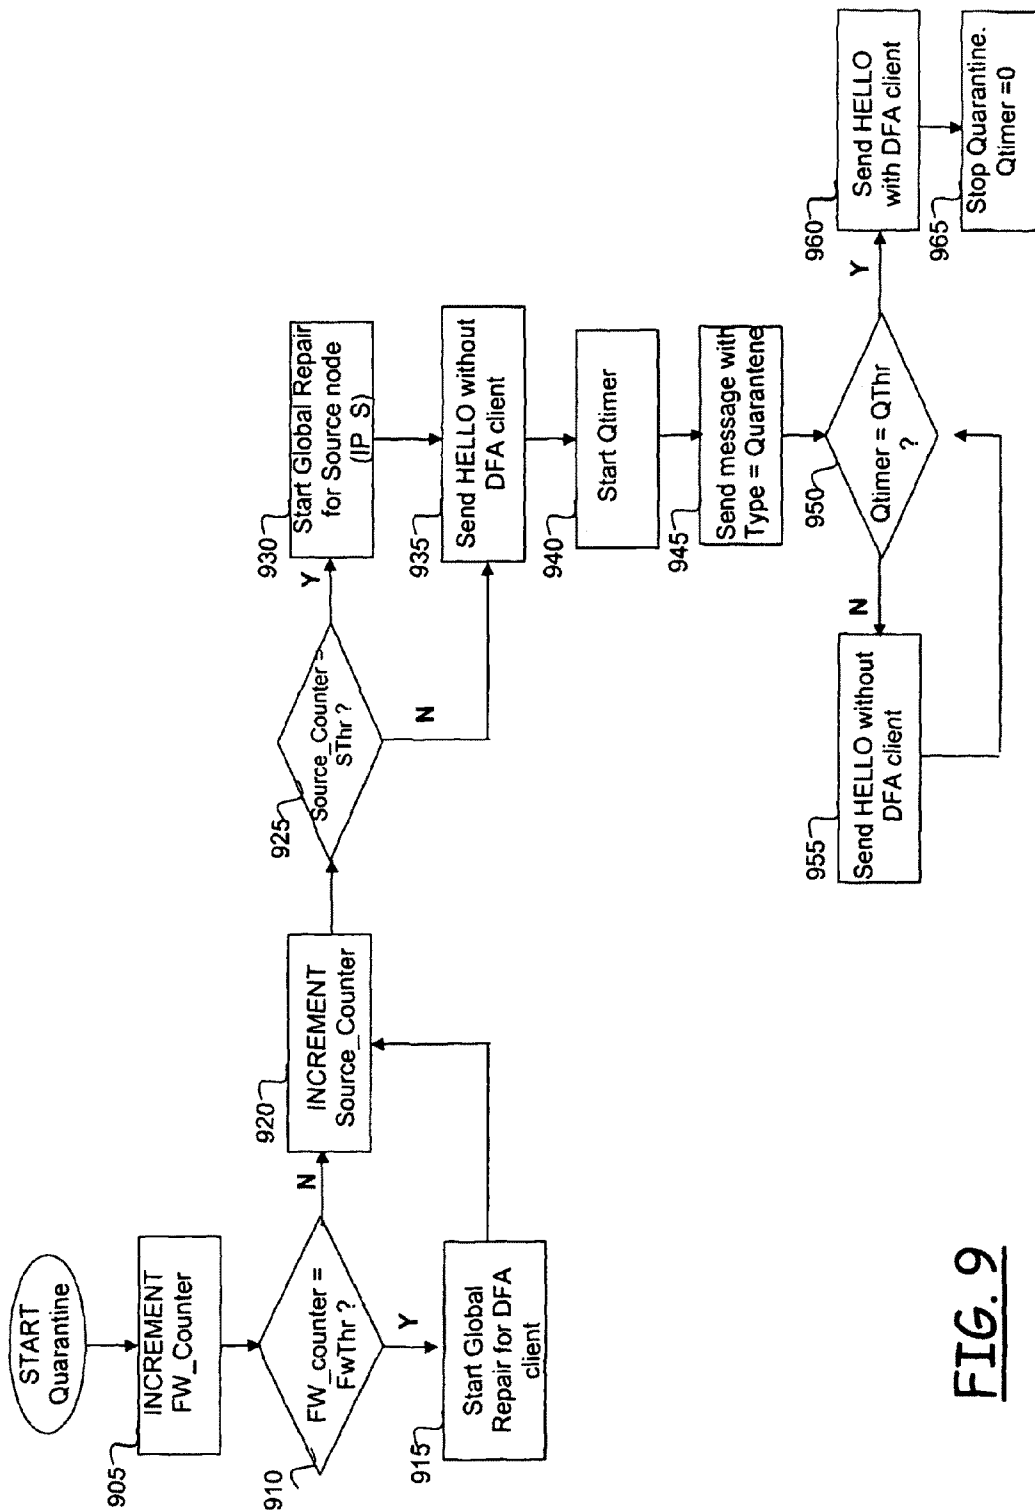 START
Quarantine
905
INCREMENT
FW_Counter
910
FW_counter =
FwThr ?
N
Y
915
Start Global
Repair for DFA
client
920
INCREMENT
Source_Counter
925
Source_Counter =
SThr ?
Y
N
930
Start Global Repair
for Source node
(IP_S)
935
Send HELLO without
DFA client
940
Start Qtimer
945
Send message with
Type = Quarantene
950
Qtimer = QThr
?
N
Y
955
Send HELLO without
DFA client
960
Send HELLO
with DFA client
965
Stop Quarantine.
Qtimer =0
FIG. 9